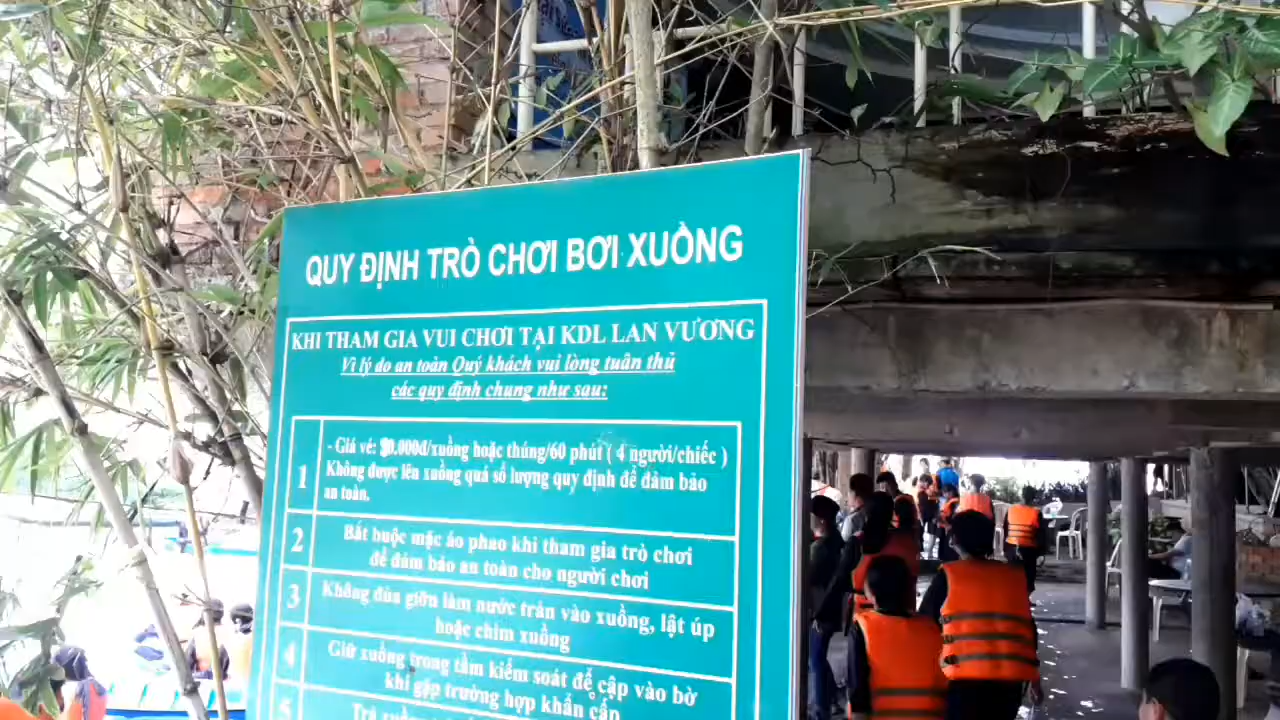 QUY ĐỊNH TRÒ CHƠI BƠI XUỒNG
KHI THAM GIA VUI CHƠI TẠI KDL LAN VƯƠNG
Vì lý do an toàn Quý khách vui lòng tuân thủ
các quy định chung như sau:
1
- Giá vé: /xuồng hoặc thúng/60 phút ( 4 người/chiếc )
Không được lên xuồng quá số lượng quy định để đảm bảo
an toàn.
2
Bắt buộc mặc áo phao khi tham gia trò chơi
để đảm bảo an toàn cho người chơi
3
Không đùa giỡn làm nước tràn vào xuồng, lật úp
hoặc chìm xuồng
4
Giữ xuồng trong tầm kiểm soát để cập vào bờ
khi gặp trường hợp khẩn cấp
5
Trả xuồng